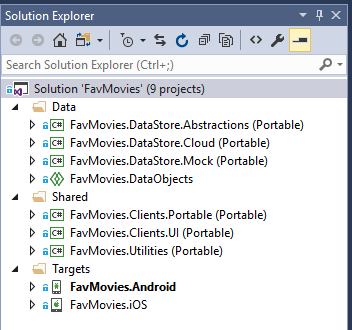 Solution Explorer
Search Solution Explorer (Ctrl+;)
Solution 'FavMovies' (9 projects)
Data
FavMovies.DataStore.Abstractions (Portable)
FavMovies.DataStore.Cloud (Portable)
FavMovies.DataStore.Mock (Portable)
FavMovies.DataObjects
Shared
FavMovies.Clients.Portable (Portable)
FavMovies.Clients.UI (Portable)
FavMovies.Utilities (Portable)
Targets
FavMovies.Android
FavMovies.iOS